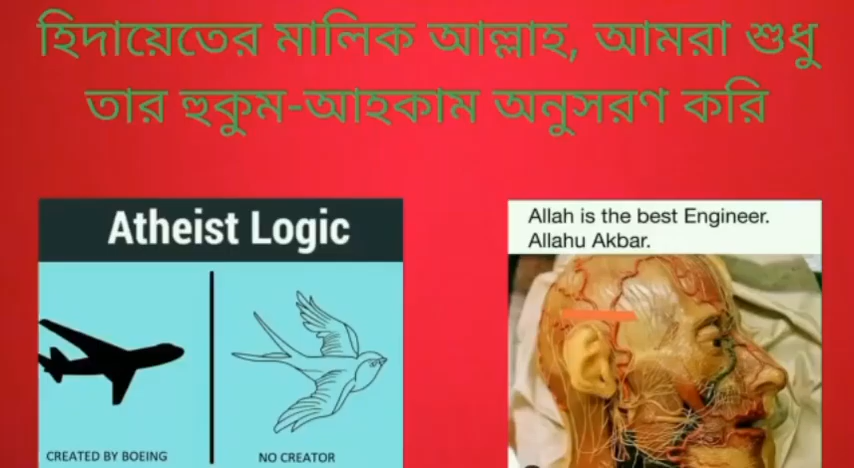 হিদায়েতের মালিক আল্লাহ, আমরা শুধু
তার হুকুম-আহকাম অনুসরণ করি
Atheist Logic
CREATED BY BOEING
NO CREATOR
Allah is the best Engineer.
Allahu Akbar.